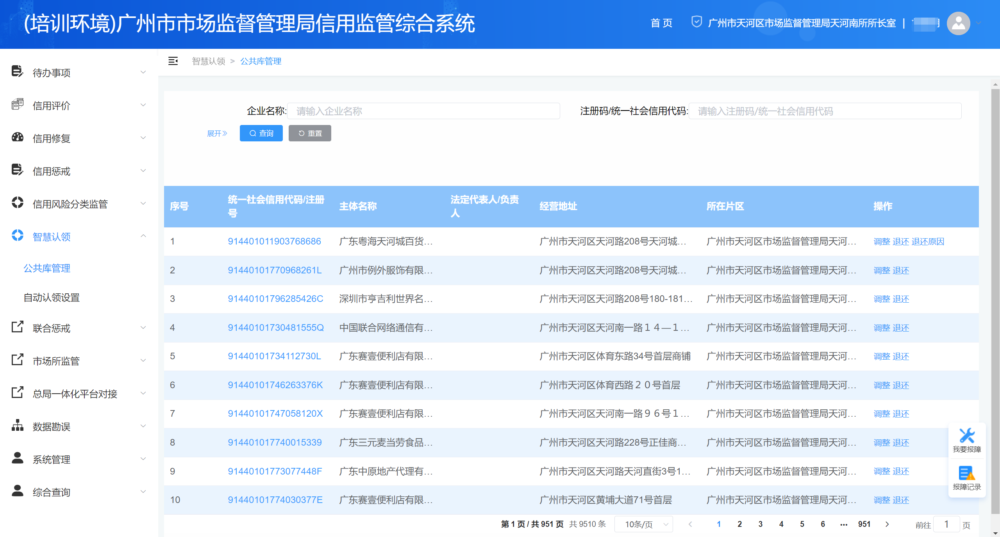 (培训环境)广州市市场监督管理局信用监管综合系统
首页
广州市天河区市场监督管理局天河南所所长室 |
智慧认领 > 公共库管理
待办事项
信用评价
信用修复
信用惩戒
信用风险分类监管
智慧认领
公共库管理
自动认领设置
联合惩戒
市场所监管
总局一体化平台对接
数据勘误
系统管理
综合查询
企业名称: 请输入企业名称 注册码/统一社会信用代码: 请输入注册码/统一社会信用代码
展开 查询 重置
序号 统一社会信用代码/注册号 主体名称 法定代表人/负责人 经营地址 所在片区 操作
1 914401011903768686 广东粤海天河城百货... 广州市天河区天河路208号天河城... 广州市天河区市场监督管理局天河... 调整 退还 退还原因
2 91440101770968261L 广州市例外服饰有限... 广州市天河区天河路208号天河城... 广州市天河区市场监督管理局天河... 调整 退还
3 91440101796285426C 深圳市亨吉利世界名... 广州市天河区天河路208号180-181... 广州市天河区市场监督管理局天河... 调整 退还
4 91440101730481555Q 中国联合网络通信有... 广州市天河区天河南一路１４—１... 广州市天河区市场监督管理局天河... 调整 退还
5 91440101734112730L 广东赛壹便利店有限... 广州市天河区体育东路34号首层商铺 广州市天河区市场监督管理局天河... 调整 退还
6 91440101746263376K 广东赛壹便利店有限... 广州市天河区体育西路２０号首层 广州市天河区市场监督管理局天河... 调整 退还
7 91440101747058120X 广东赛壹便利店有限... 广州市天河区天河南一路９６号１... 广州市天河区市场监督管理局天河... 调整 退还
8 914401017740015339 广东三元麦当劳食品... 广州市天河区天河路228号正佳商... 广州市天河区市场监督管理局天河... 调整 退还
9 91440101773077448F 广东中原地产代理有... 广州市天河区天河路天河直街3号1... 广州市天河区市场监督管理局天河... 调整 退还
10 91440101774030377E 广东赛壹便利店有限... 广州市天河区黄埔大道71号首层 广州市天河区市场监督管理局天河... 调整 退还
我要报障
报障记录
第 1 页 / 共 951 页 共 9510 条 10条/页 1 2 3 4 5 6 ... 951 前往 1 页